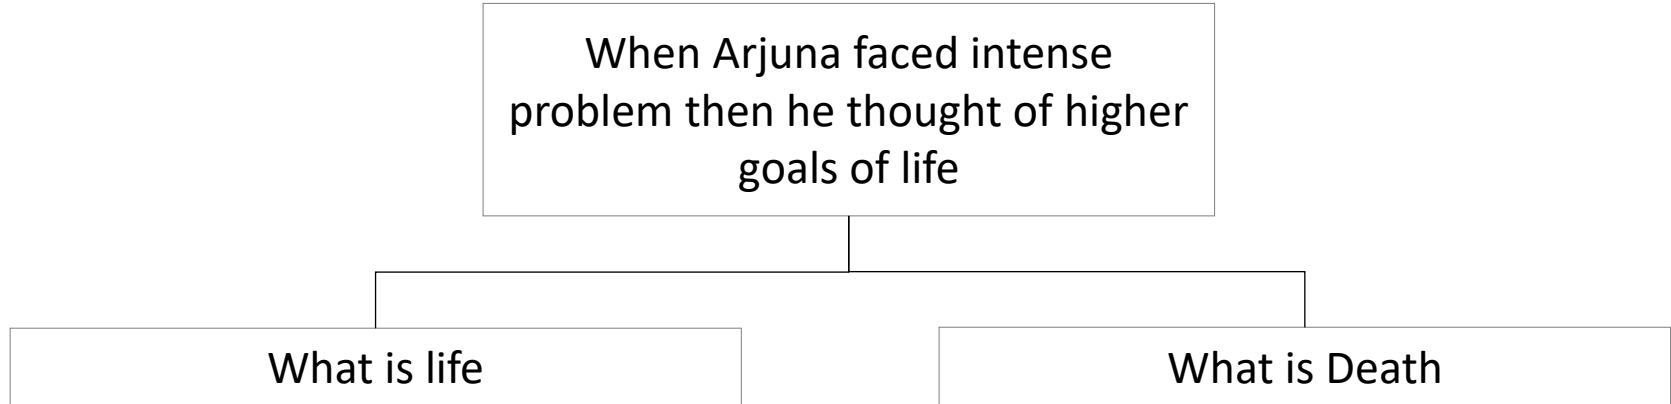 When Arjuna faced intense
problem then he thought of higher
goals of life
What is life
What is Death